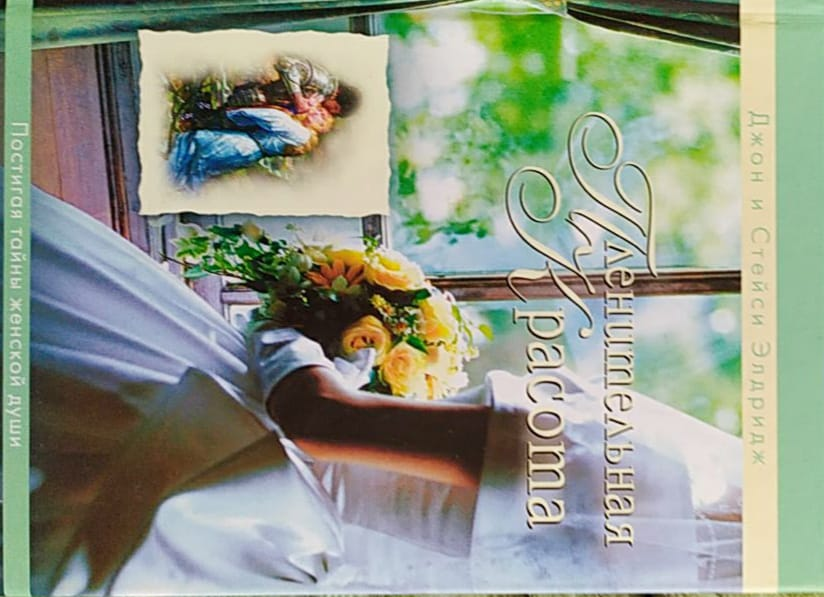 Джон и Стейси Элдридж
Пленительная
Красота
Постигая тайны женской души